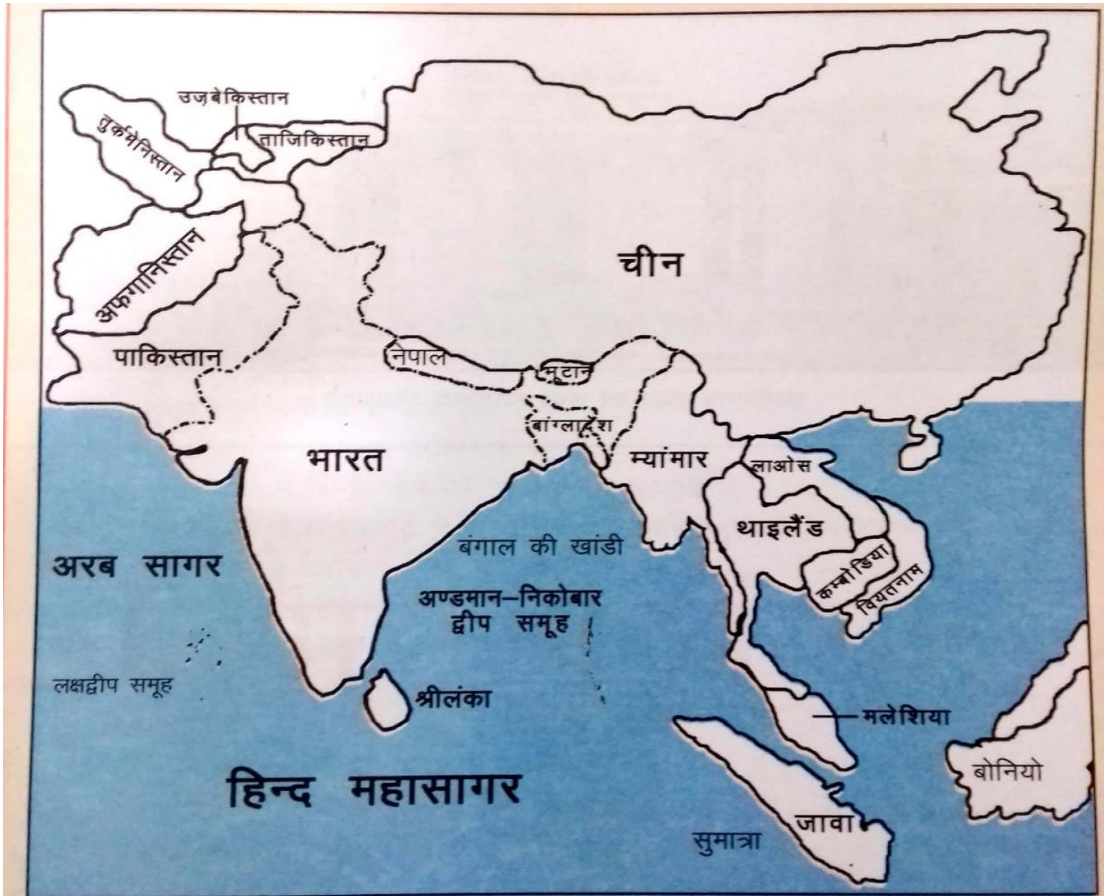 उज़बेकिस्तान
तुर्कमेनिस्तान
ताजिकिस्तान
अफगानिस्तान
चीन
पाकिस्तान
नेपाल
भूटान
बांग्लादेश
भारत
म्यांमार
लाओस
थाइलैंड
बंगाल की खांडी
अरब सागर
कम्बोडिया
वियतनाम
अण्डमान–निकोबार
द्वीप समूह
लक्षद्वीप समूह
श्रीलंका
मलेशिया
बोनियो
हिन्द महासागर
जावा
सुमात्रा